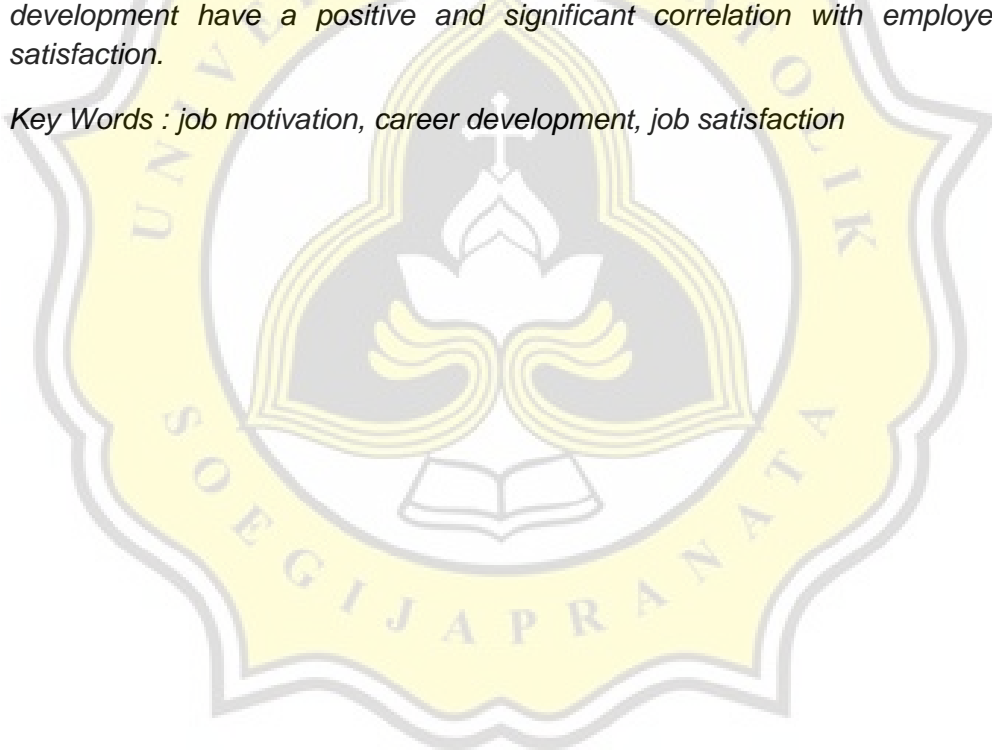 development have a positive and significant correlation with employe
satisfaction.
Key Words : job motivation, career development, job satisfaction
SOEGIJAPRANATA